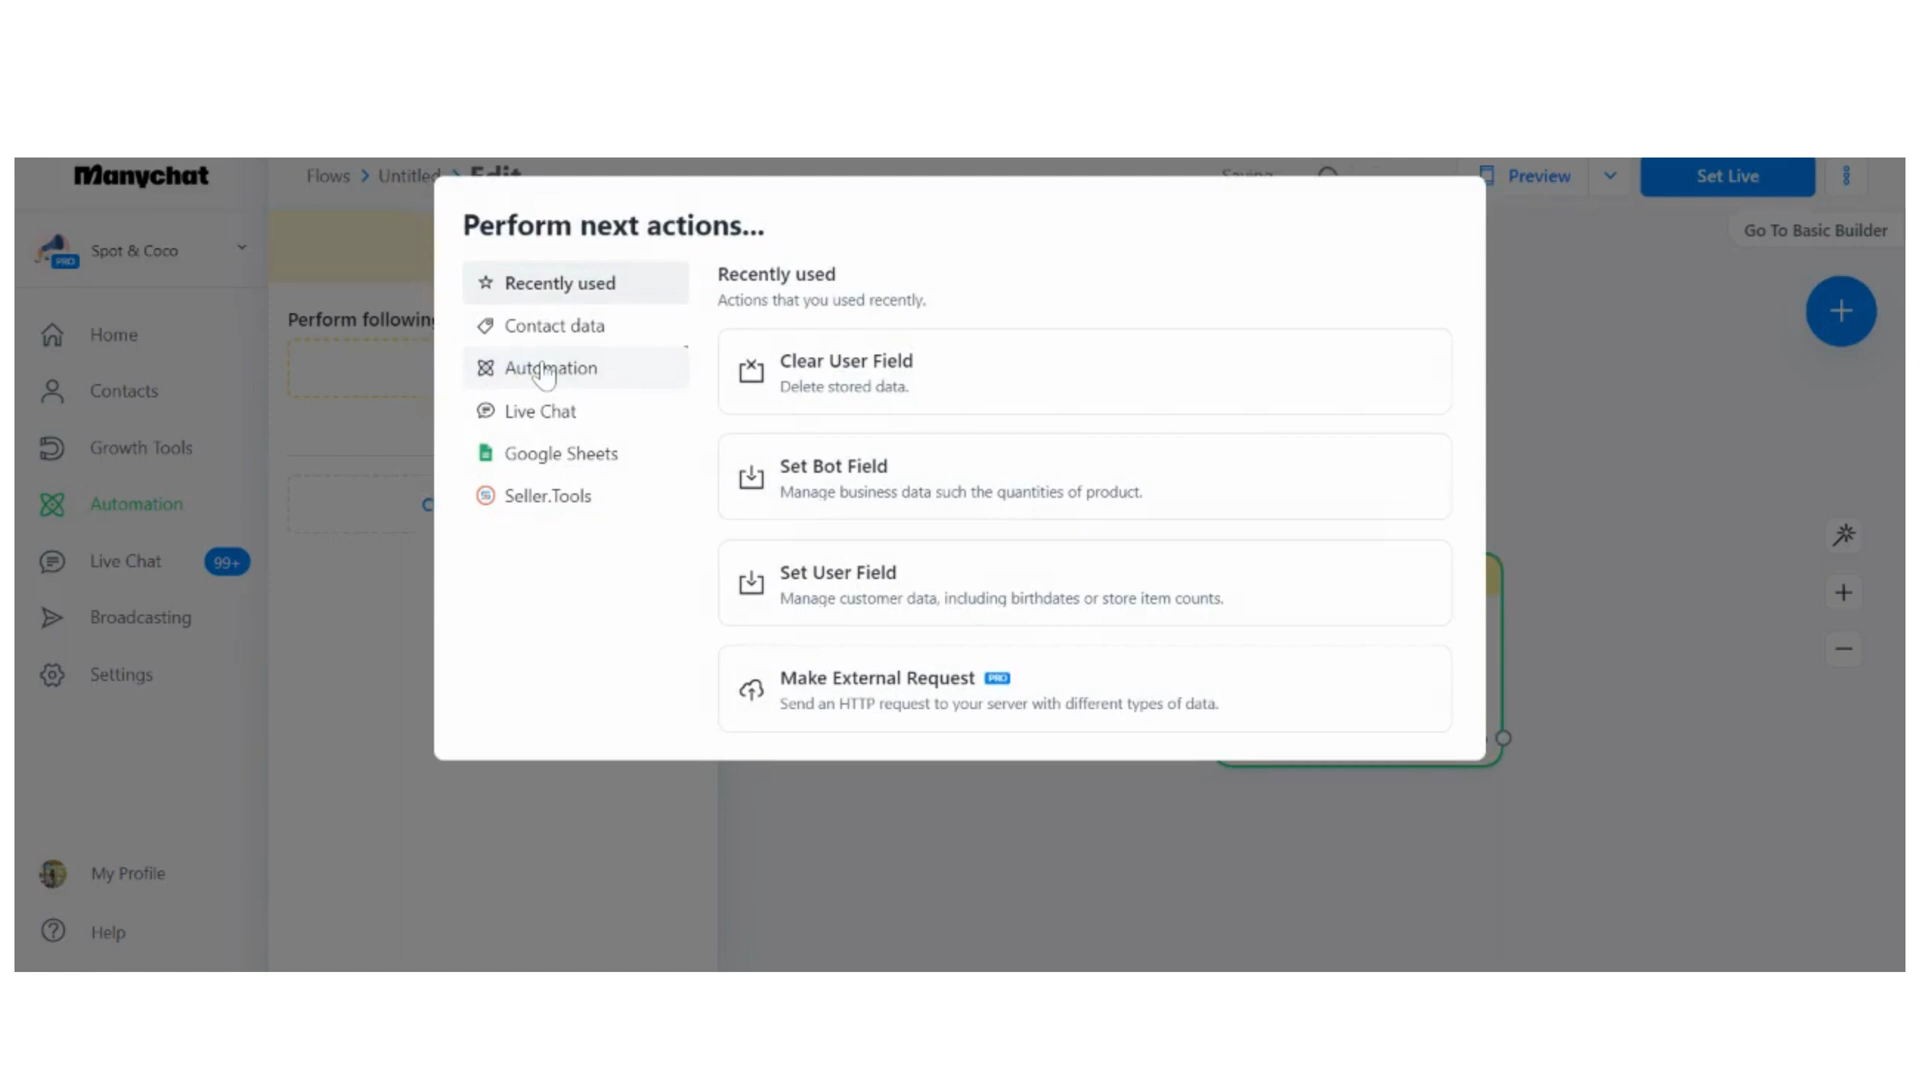 Manychat
Flows > Untitled > Edit
Saving...
Preview
Set Live
Go To Basic Builder
Spot & Coco
PRO
Home
Contacts
Growth Tools
Automation
Live Chat
99+
Broadcasting
Settings
My Profile
Help
Perform following
C
Perform next actions...
Recently used
Contact data
Automation
Live Chat
Google Sheets
Seller.Tools
Recently used
Actions that you used recently.
Clear User Field
Delete stored data.
Set Bot Field
Manage business data such the quantities of product.
Set User Field
Manage customer data, including birthdates or store item counts.
Make External Request PRO
Send an HTTP request to your server with different types of data.